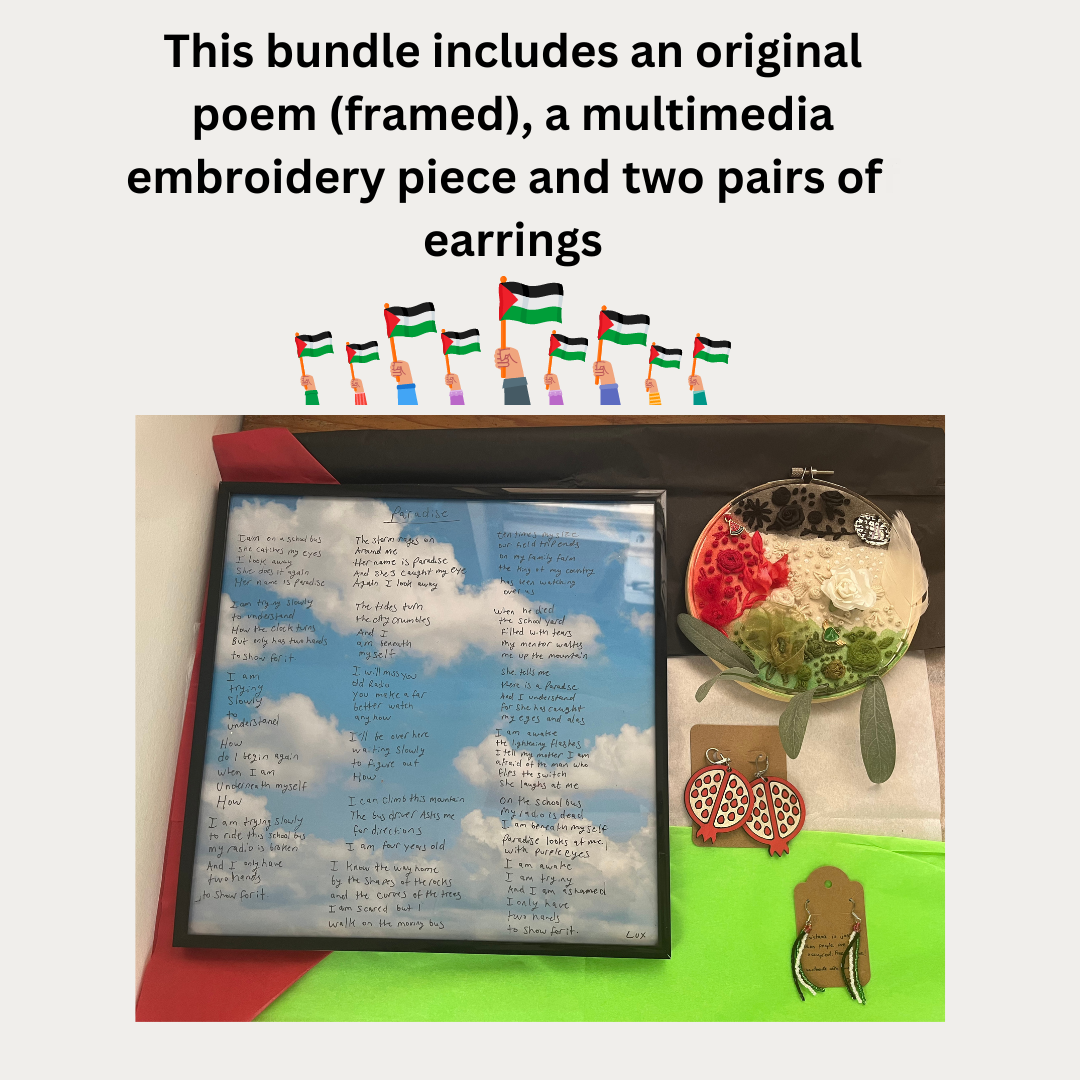 This bundle includes an original
poem (framed), a multimedia
embroidery piece and two pairs of
earrings
Paradise
I am on a school bus
She catches my eyes
I look away
She does it again
Her name is paradise
I am trying slowly
to understand
How the clock turns
But only has two hands
to show for it
I am
trying
Slowly
to
understand
How
do I begin again
when I am
Underneath myself
How
I am trying slowly
to ride this school bus
my radio is broken
And I only have
two hands
to show for it.
The storm rages on
Around me
Her name is paradise
And she's caught my eye
Again I look away
The tides turn
the city crumbles
And I
am beneath
myself
I will miss you
old Radio
You make a far
better watch
any how
I'll be over here
waiting slowly
to figure out
How
I can climb this mountain
The bus driver Asks me
for directions
I am four years old
I know the way home
by the shapes of the rocks
and the curves of the trees
I am scared but I
walk on the moving bus
ten times my size
our field trip ends
on my family farm
the king of my country
has been watching
over us
when he died
the school yard
filled with tears
my mentor walks
me up the mountain
she tells me
there is a Paradise
And I understand
for she has caught
my eyes and alas
I am awake
the lightning flashes
I tell my mother I am
afraid of the man who
flips the switch
She laughs at me
On the school bus
my radio is dead
I am beneath myself
paradise looks at me,
with purple eyes
I am awake
I am trying
And I am ashamed
I only have
two hands
to show for it.
Lux